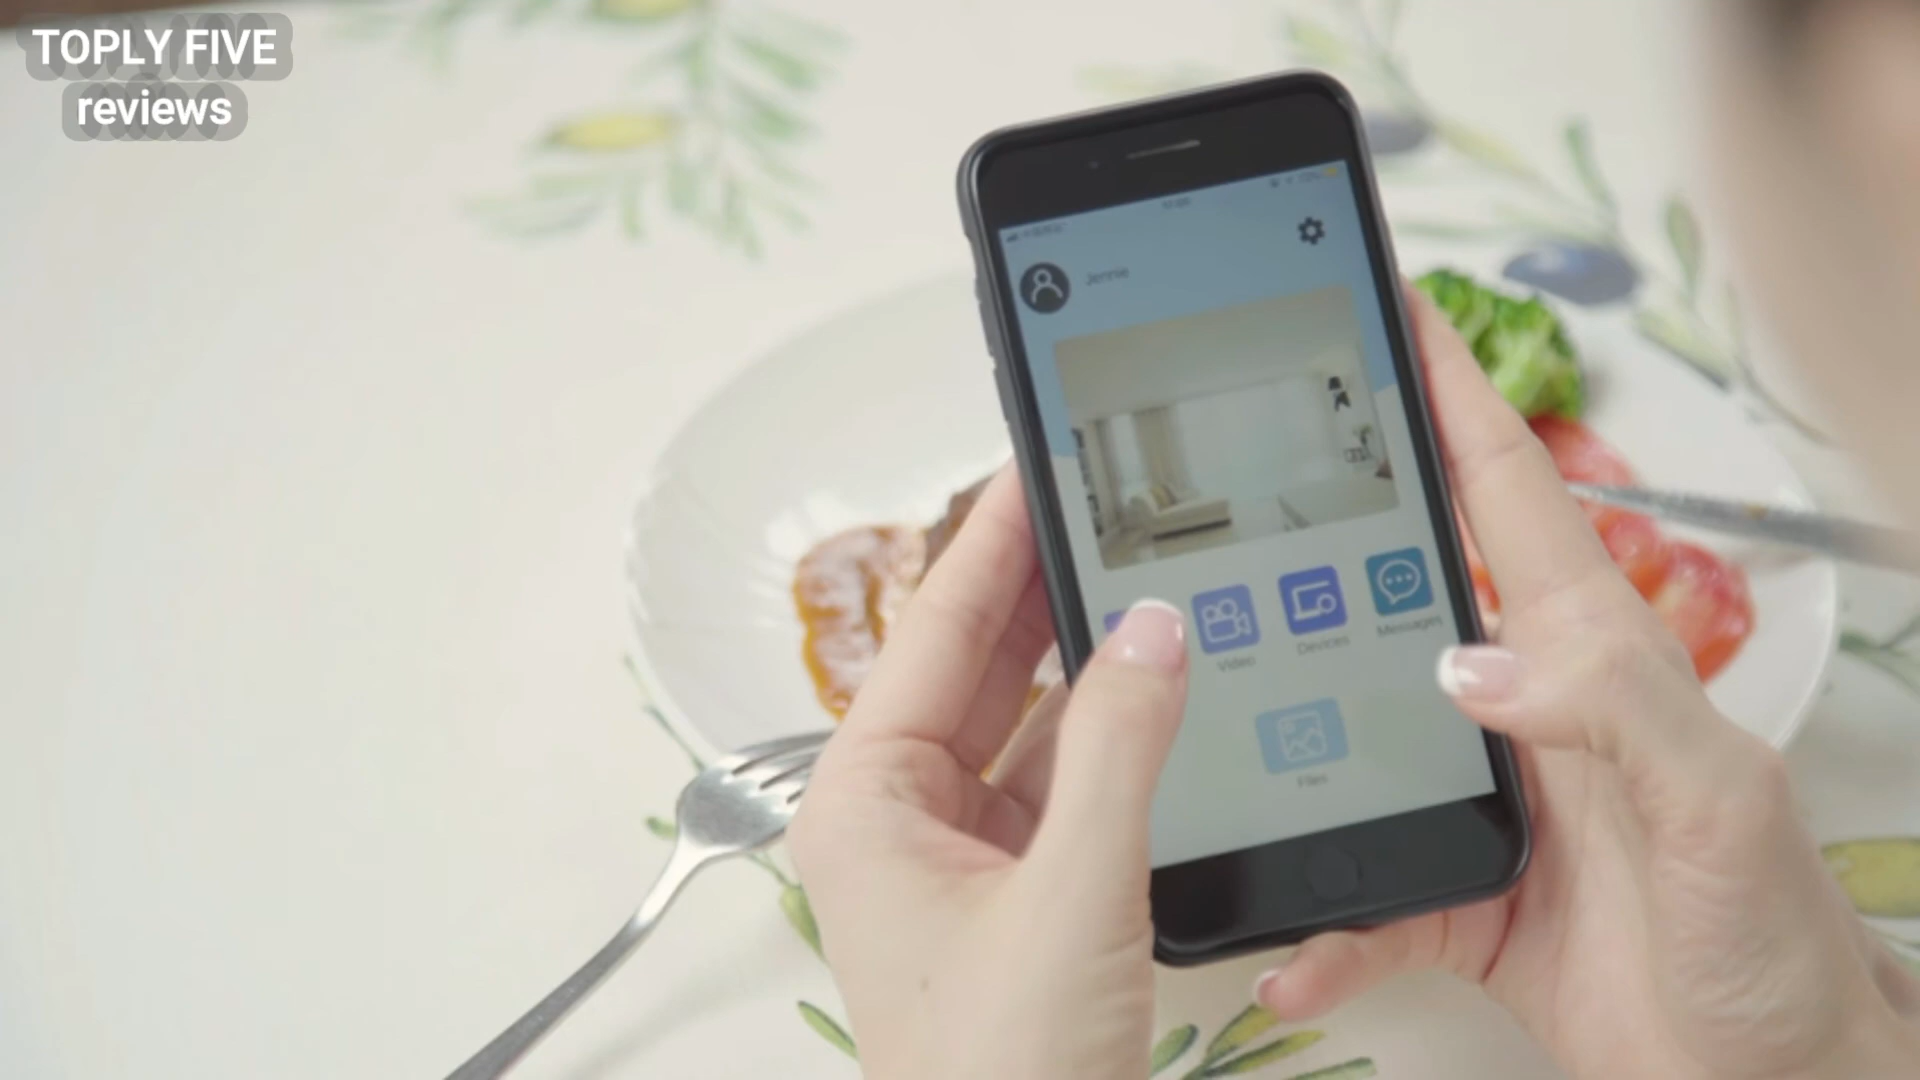 TOPLY FIVE
reviews
Jennie
Video
Devices
Messages
Files